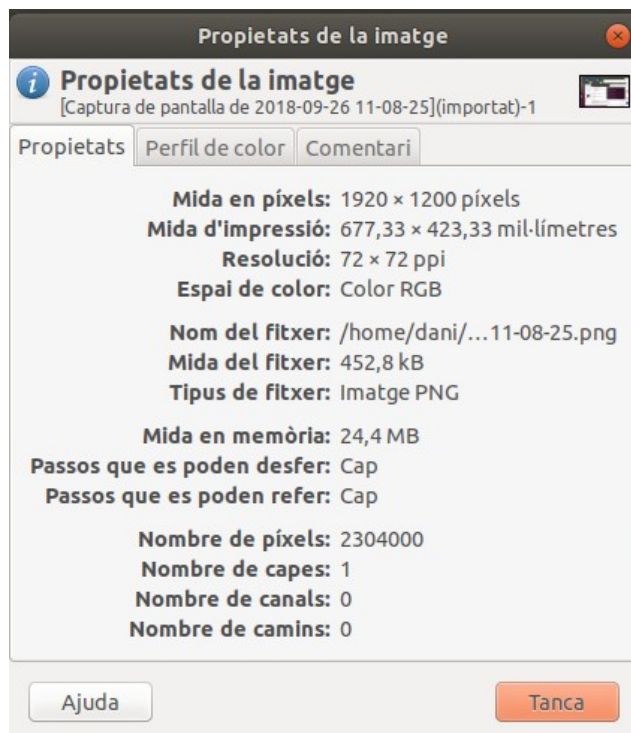 Propietats de la imatge
Propietats de la imatge
[Captura de pantalla de 2018-09-26 11-08-25](importat)-1
Propietats Perfil de color Comentari
Mida en píxels: 1920 × 1200 píxels
Mida d'impressió: 677,33 × 423,33 mil·límetres
Resolució: 72 × 72 ppi
Espai de color: Color RGB
Nom del fitxer: /home/dani/…11-08-25.png
Mida del fitxer: 452,8 kB
Tipus de fitxer: Imatge PNG
Mida en memòria: 24,4 MB
Passos que es poden desfer: Cap
Passos que es poden refer: Cap
Nombre de píxels: 2304000
Nombre de capes: 1
Nombre de canals: 0
Nombre de camins: 0
Ajuda Tanca